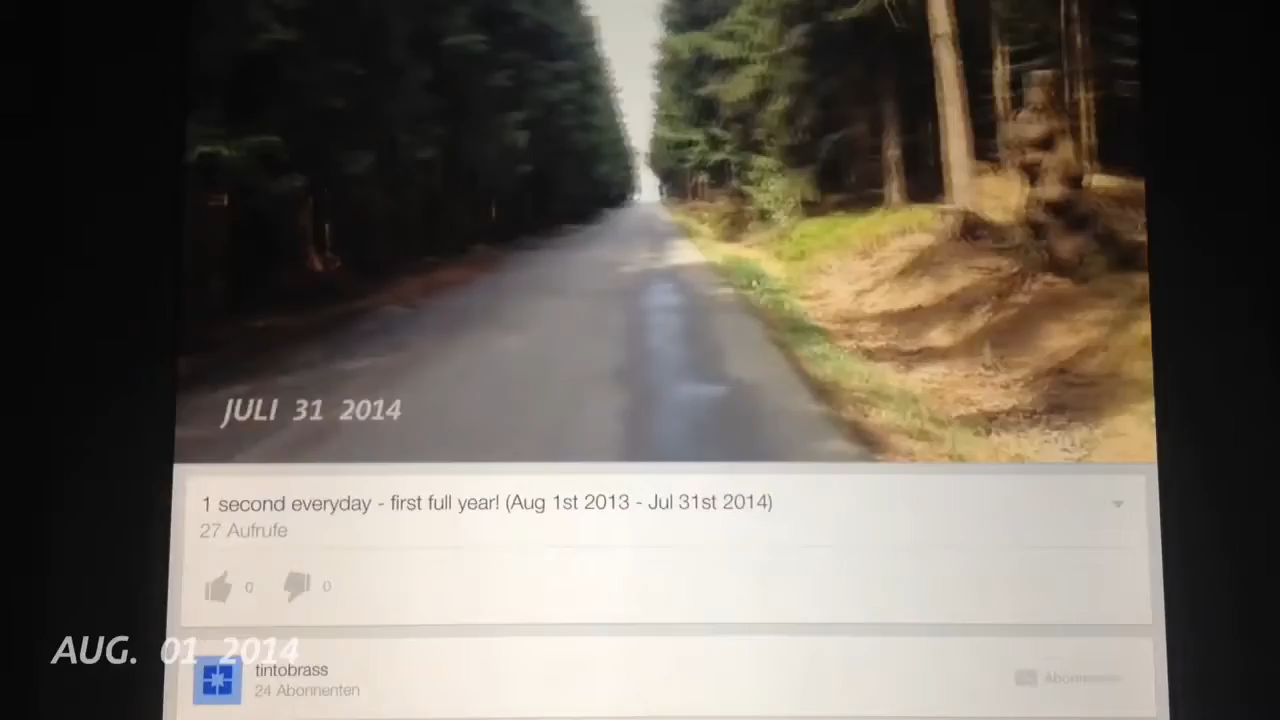 JULI 31 2014
1 second everyday - first full year! (Aug 1st 2013 - Jul 31st 2014)
27 Aufrufe
0 0
AUG. 01 2014
tintobrass
24 Abonnenten
Abonnieren